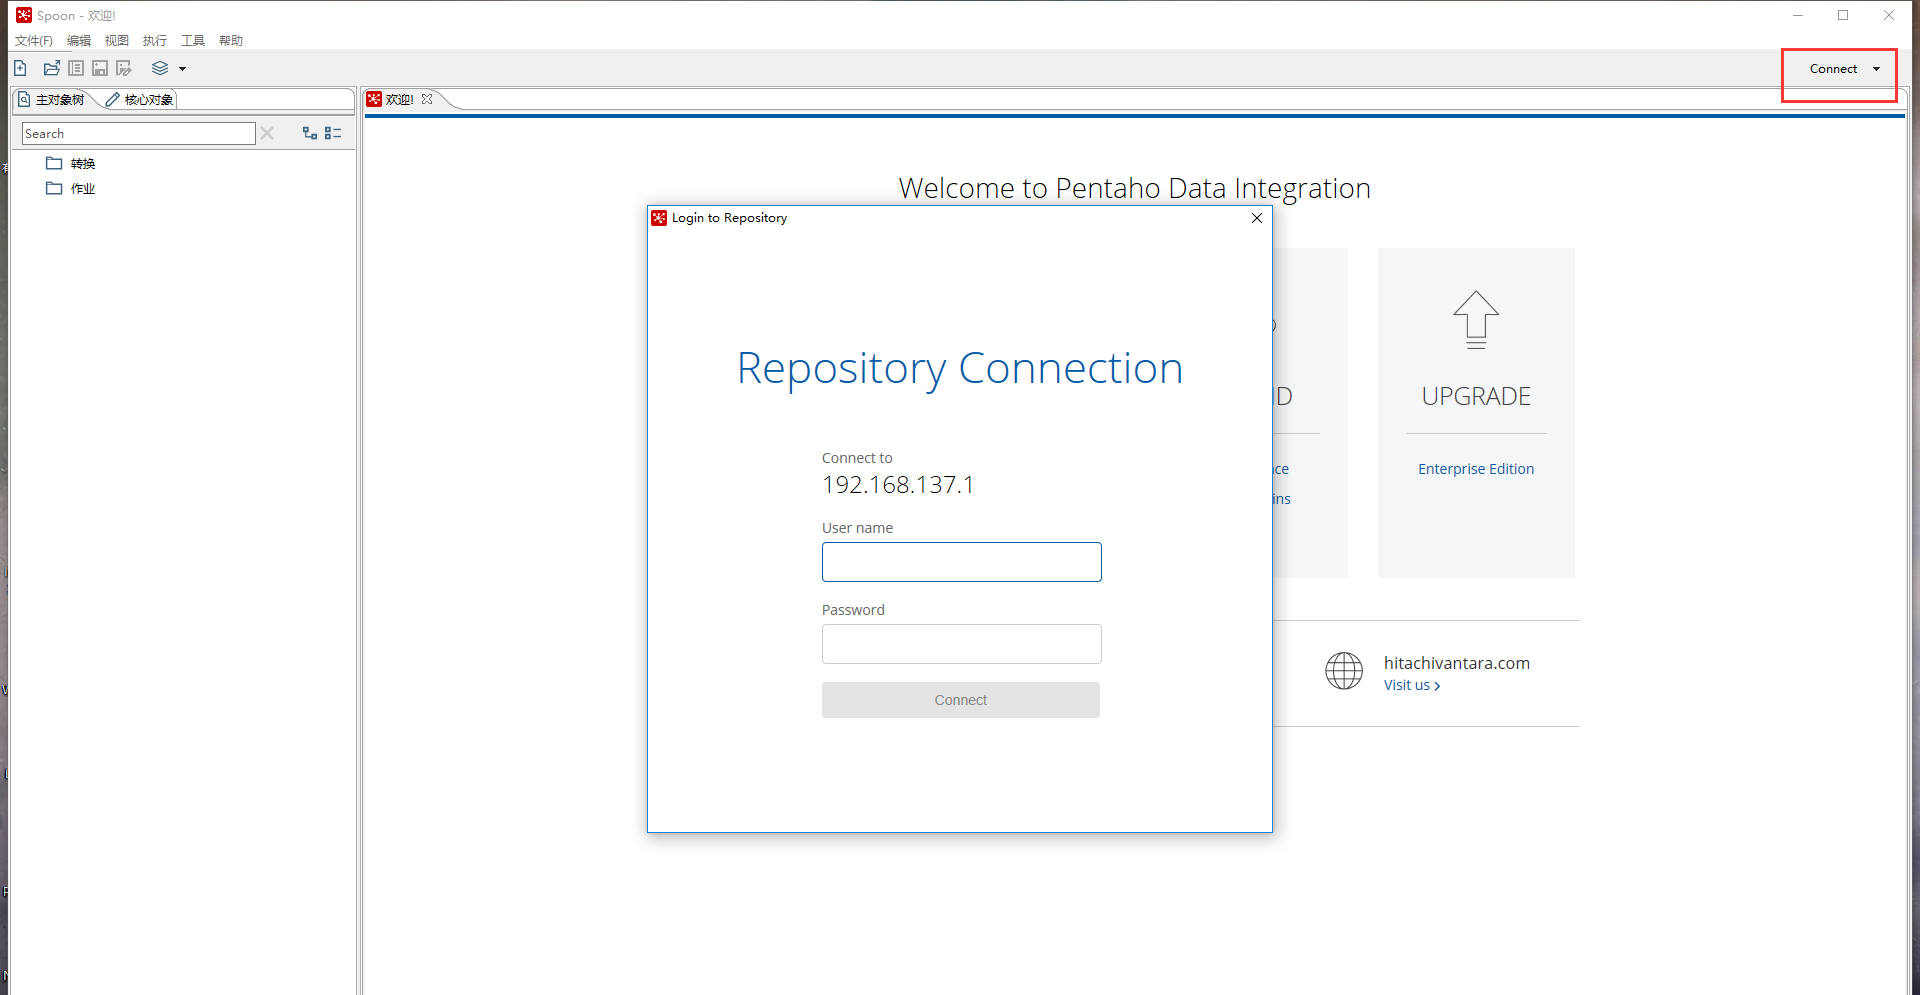 Spoon - 欢迎!
文件(F) 编辑 视图 执行 工具 帮助
Connect
主对象树 核心对象
欢迎!
Search
转换
作业
Welcome to Pentaho Data Integration
Login to Repository
Repository Connection
Connect to
192.168.137.1
User name
Password
Connect
ID
nce
ins
UPGRADE
Enterprise Edition
hitachivantara.com
Visit us